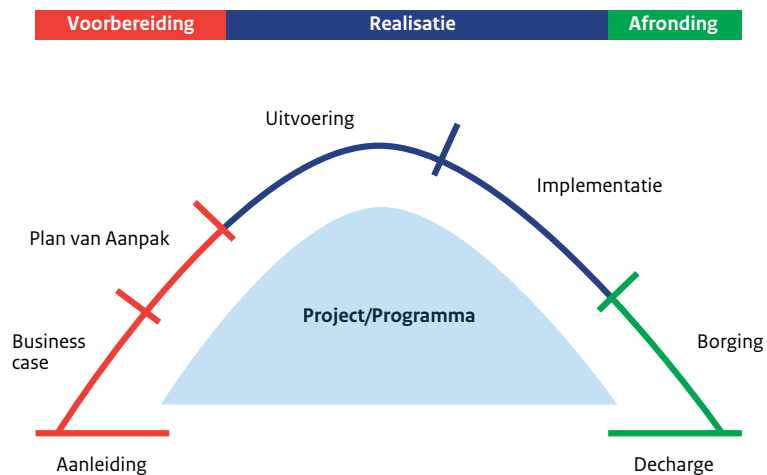 Voorbereiding
Realisatie
Afronding
Uitvoering
Implementatie
Plan van Aanpak
Project/Programma
Business
case
Borging
Aanleiding
Decharge